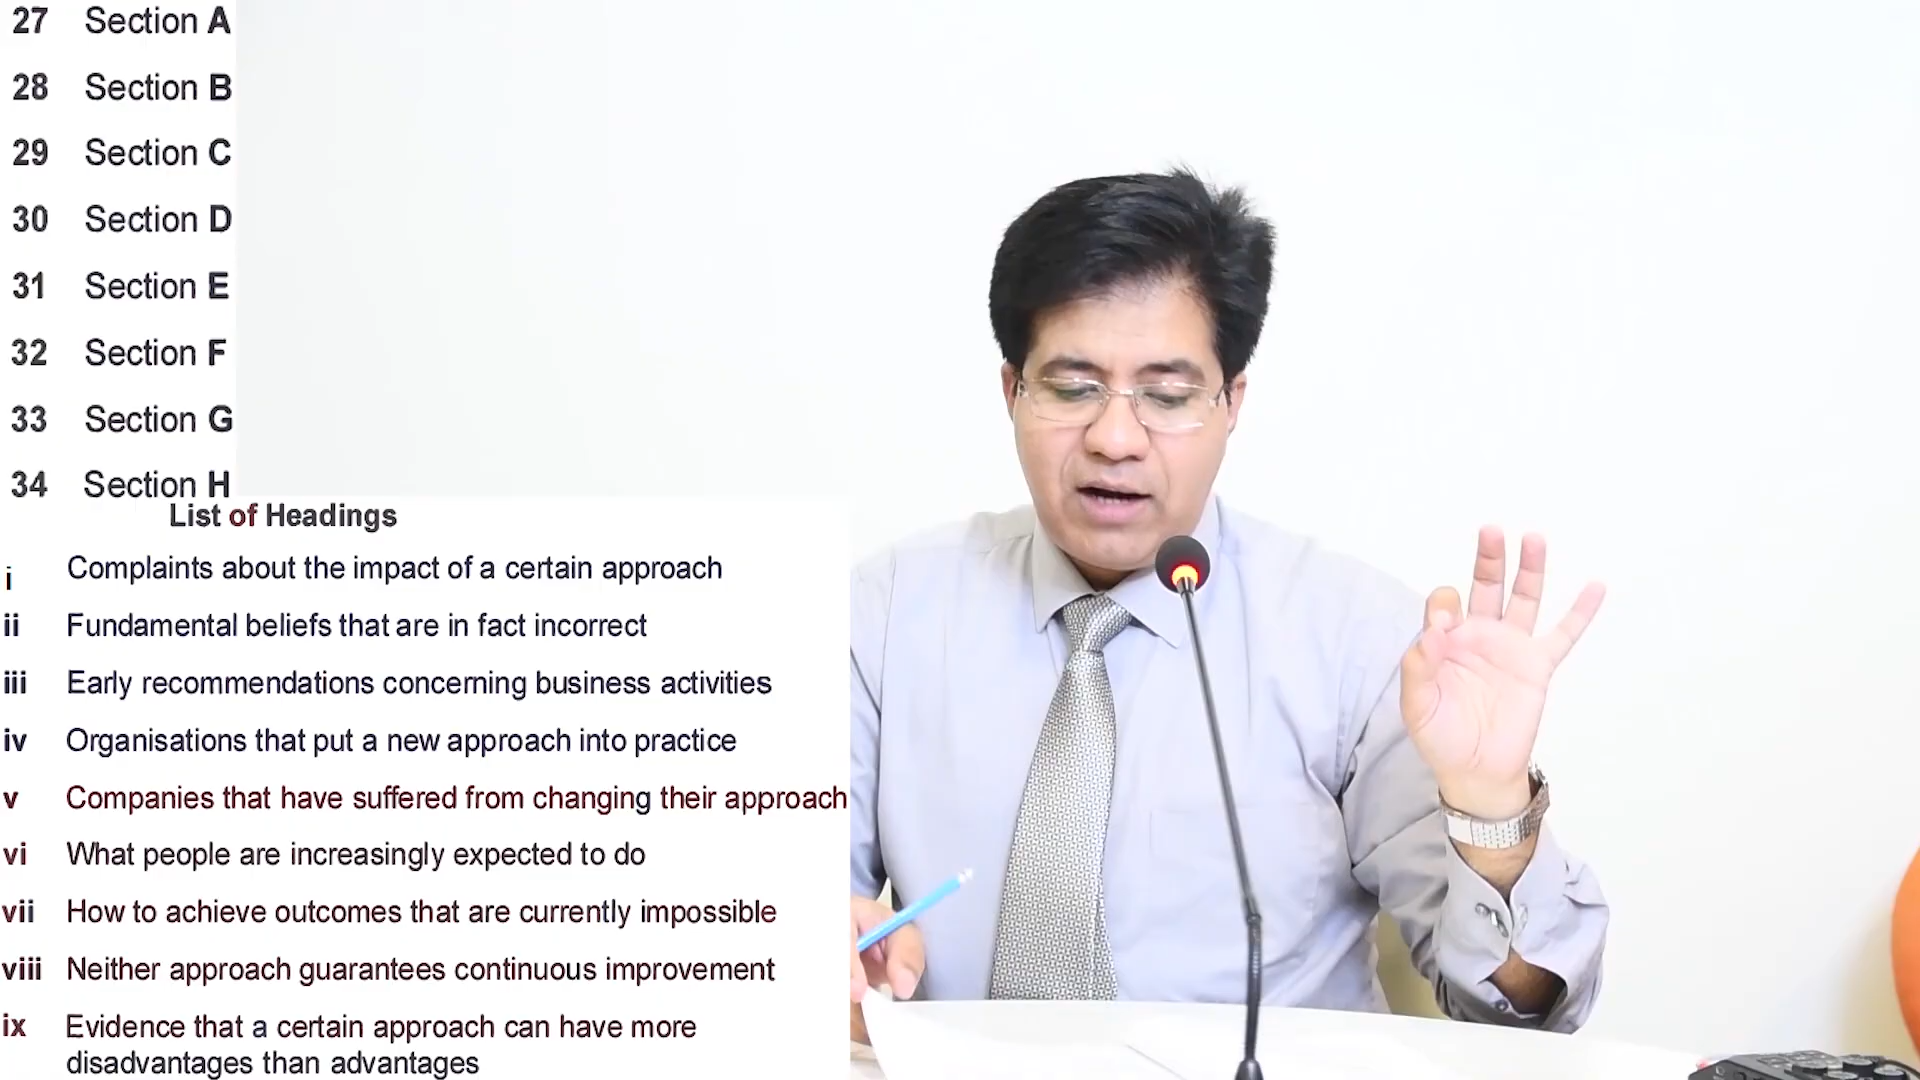 27 Section A
28 Section B
29 Section C
30 Section D
31 Section E
32 Section F
33 Section G
34 Section H
List of Headings
i Complaints about the impact of a certain approach
ii Fundamental beliefs that are in fact incorrect
iii Early recommendations concerning business activities
iv Organisations that put a new approach into practice
v Companies that have suffered from changing their approach
vi What people are increasingly expected to do
vii How to achieve outcomes that are currently impossible
viii Neither approach guarantees continuous improvement
ix Evidence that a certain approach can have more
disadvantages than advantages